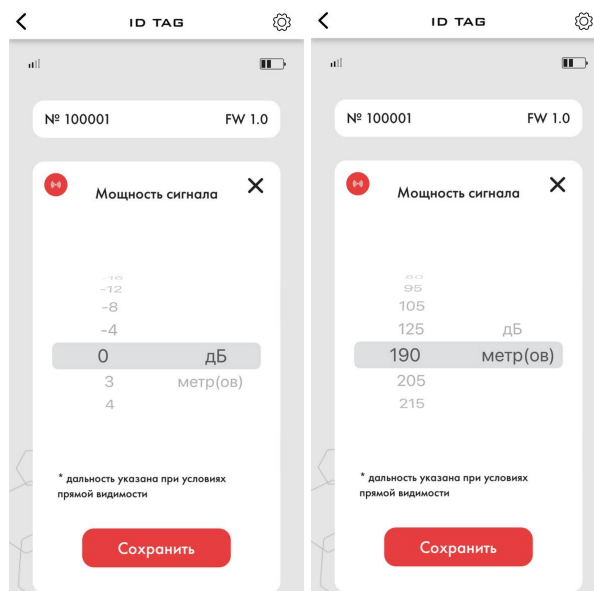 ID TAG
№ 100001
FW 1.0
Мощность сигнала
-16
-12
-8
-4
0 дБ
3 метр(ов)
4
* дальность указана при условиях
прямой видимости
Сохранить
ID TAG
№ 100001
FW 1.0
Мощность сигнала
95
105
125 дБ
190 метр(ов)
205
215
* дальность указана при условиях
прямой видимости
Сохранить